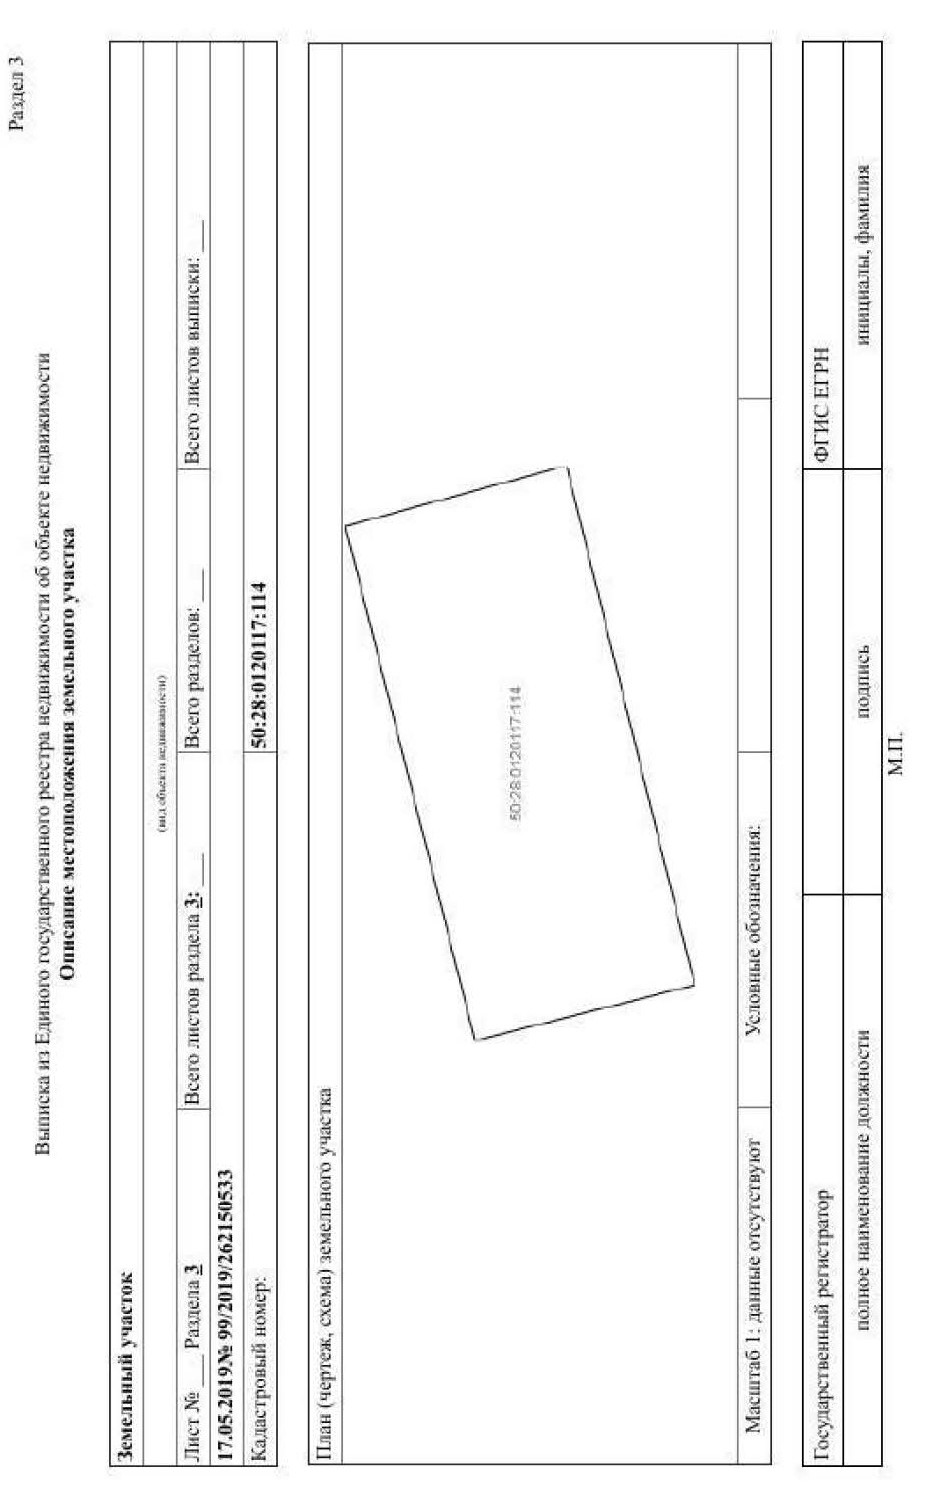 Раздел 3
Выписка из Единого государственного реестра недвижимости об объекте недвижимости
Описание местоположения земельного участка
Земельный участок
(вид объекта недвижимости)
Лист № ___ Раздела 3 Всего листов раздела 3: ___ Всего разделов: ___ Всего листов выписки: ___
17.05.2019№ 99/2019/262150533
Кадастровый номер: 50:28:0120117:114
План (чертеж, схема) земельного участка
50:28:0120117:114
Масштаб 1: данные отсутствуют Условные обозначения:
Государственный регистратор ФГИС ЕГРН
полное наименование должности подпись инициалы, фамилия
М.П.